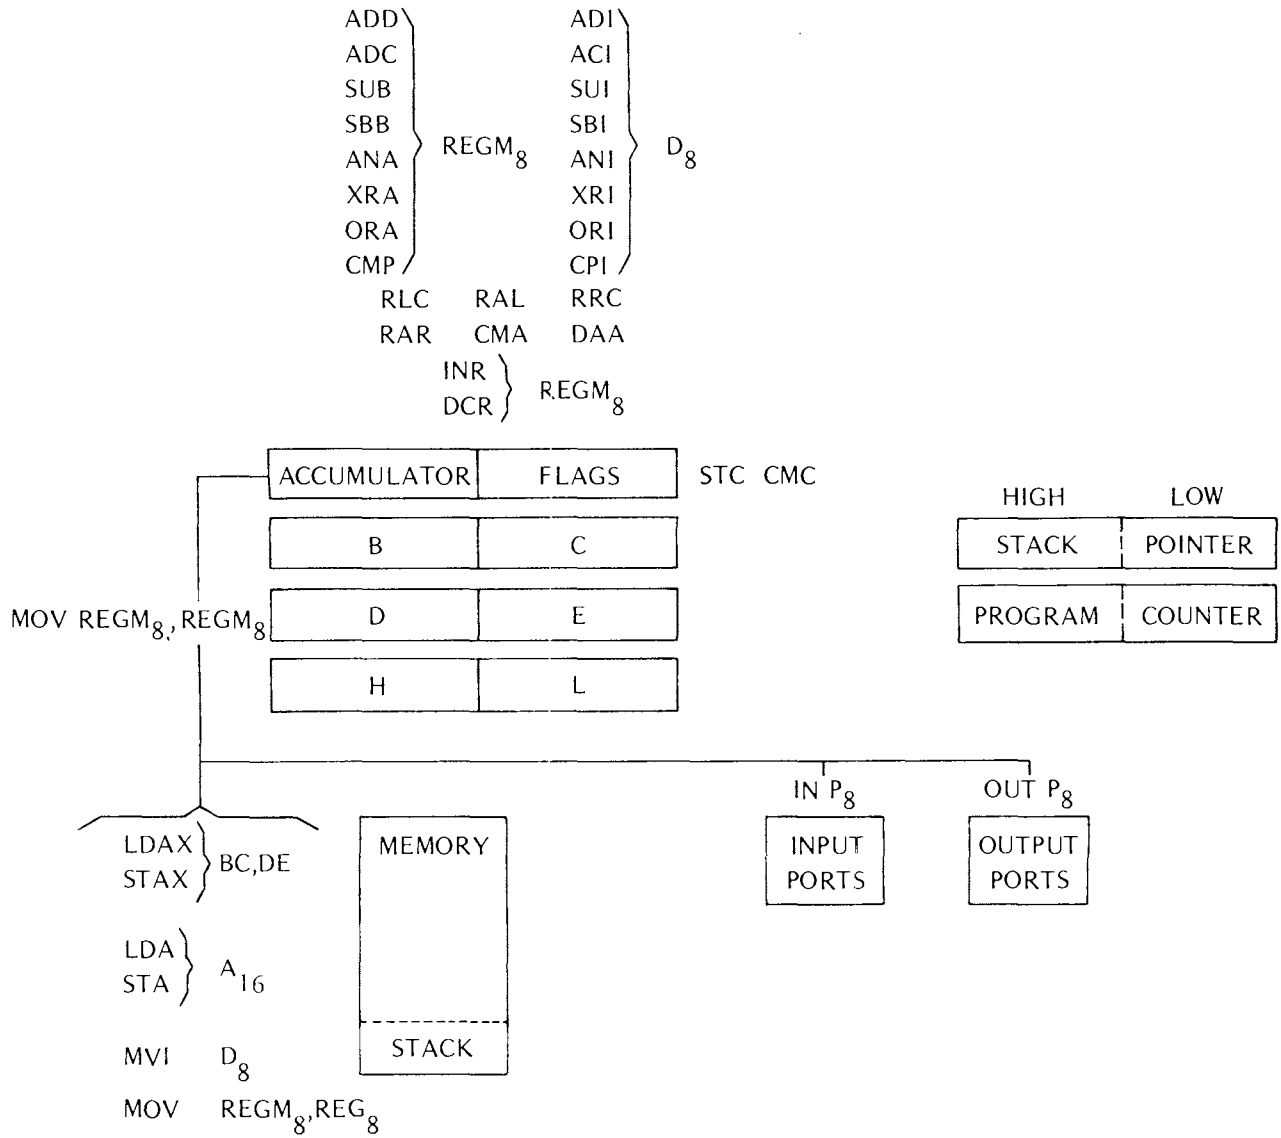 ADD ADI
ADC ACI
SUB SUI
SBB SBI
REGM8 D8
ANA ANI
XRA XRI
ORA ORI
CMP CPI
RLC RAL RRC
RAR CMA DAA
INR
DCR
REGM8
ACCUMULATOR FLAGS STC CMC
HIGH LOW
B C
STACK POINTER
MOV REGM8,REGM8
D E
PROGRAM COUNTER
H L
IN P8 OUT P8
LDAX
STAX
BC,DE
MEMORY
INPUT
PORTS
OUTPUT
PORTS
LDA
STA
A16
STACK
MVI D8
MOV REGM8,REG8